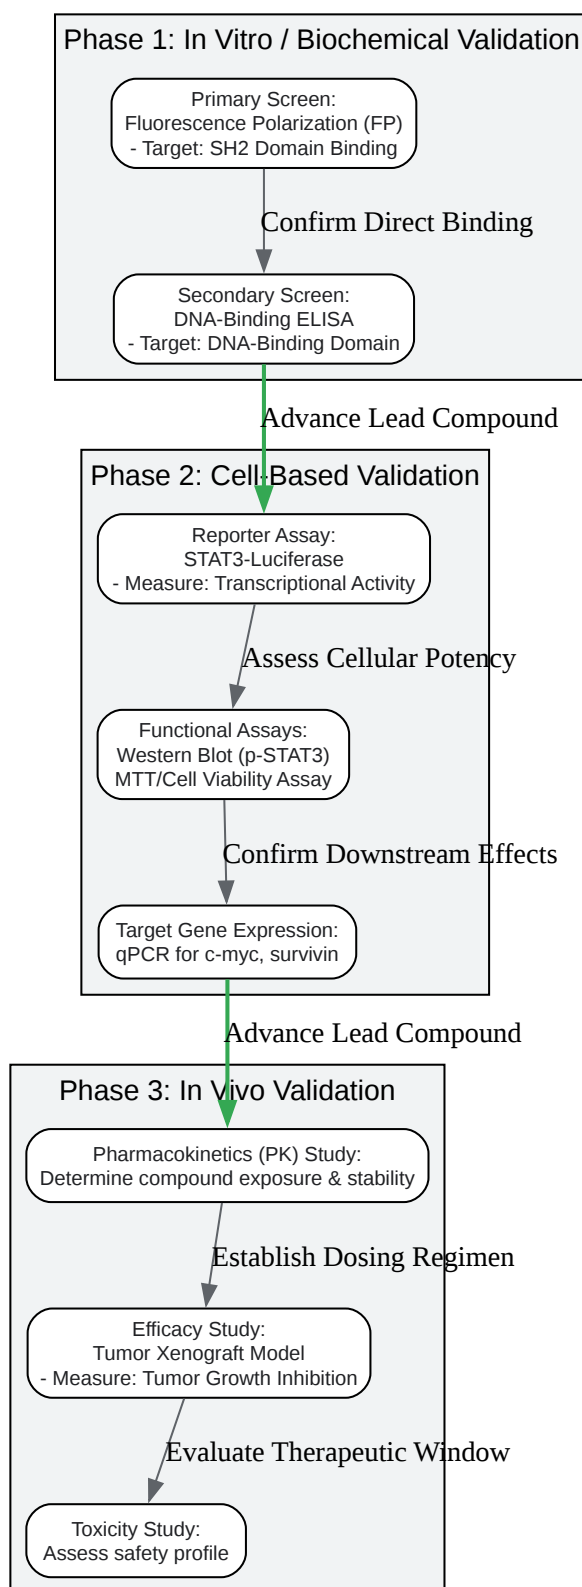 Phase 1: In Vitro / Biochemical Validation
Primary Screen:
Fluorescence Polarization (FP)
- Target: SH2 Domain Binding
Confirm Direct Binding
Secondary Screen:
DNA-Binding ELISA
- Target: DNA-Binding Domain
Advance Lead Compound
Phase 2: Cell-Based Validation
Reporter Assay:
STAT3-Luciferase
- Measure: Transcriptional Activity
Assess Cellular Potency
Functional Assays:
Western Blot (p-STAT3)
MTT/Cell Viability Assay
Confirm Downstream Effects
Target Gene Expression:
qPCR for c-myc, survivin
Advance Lead Compound
Phase 3: In Vivo Validation
Pharmacokinetics (PK) Study:
Determine compound exposure & stability
Establish Dosing Regimen
Efficacy Study:
Tumor Xenograft Model
- Measure: Tumor Growth Inhibition
Evaluate Therapeutic Window
Toxicity Study:
Assess safety profile